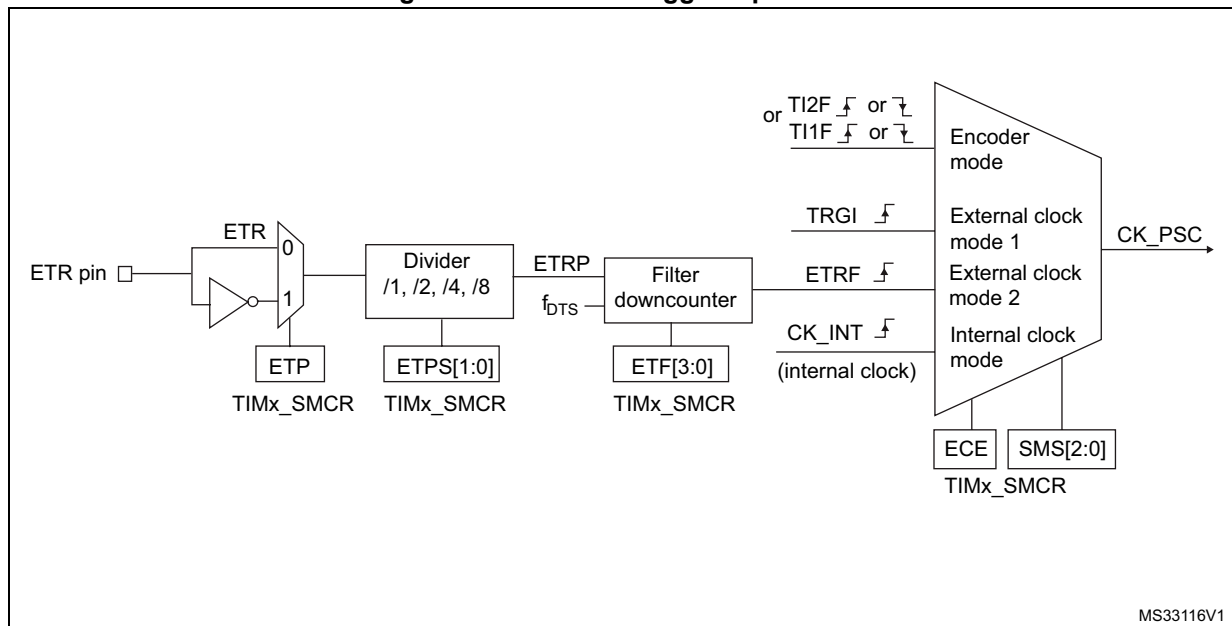 or TI2F or
TI1F or
Encoder
mode
TRGI
External clock
mode 1
CK_PSC
ETR
0
ETR pin
1
Divider
/1, /2, /4, /8
ETRP
fDTS
Filter
downcounter
ETRF
External clock
mode 2
CK_INT
(internal clock)
Internal clock
mode
ETP
TIMx_SMCR
ETPS[1:0]
TIMx_SMCR
ETF[3:0]
TIMx_SMCR
ECE
SMS[2:0]
TIMx_SMCR
MS33116V1